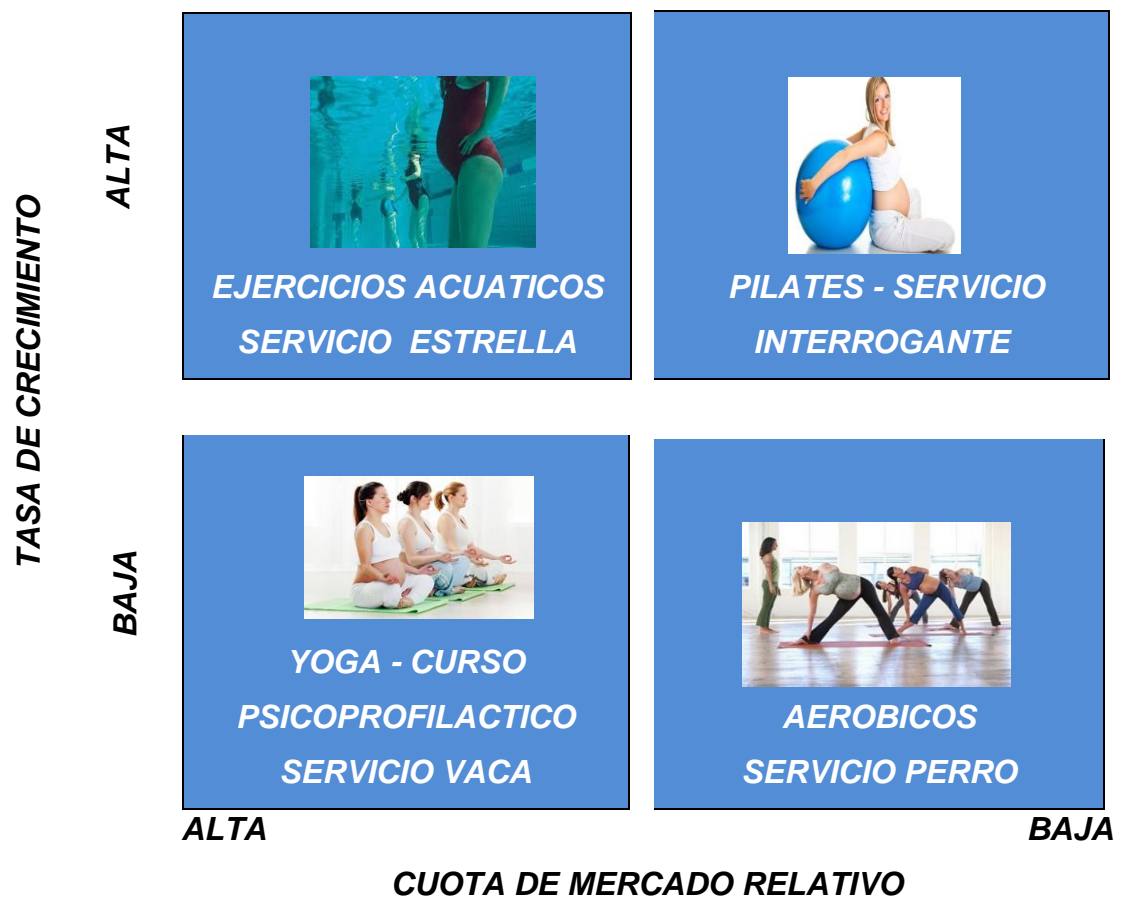 TASA DE CRECIMIENTO
ALTA
EJERCICIOS ACUATICOS
SERVICIO ESTRELLA
PILATES - SERVICIO
INTERROGANTE
BAJA
YOGA - CURSO
PSICOPROFILACTICO
SERVICIO VACA
AEROBICOS
SERVICIO PERRO
ALTA
BAJA
CUOTA DE MERCADO RELATIVO